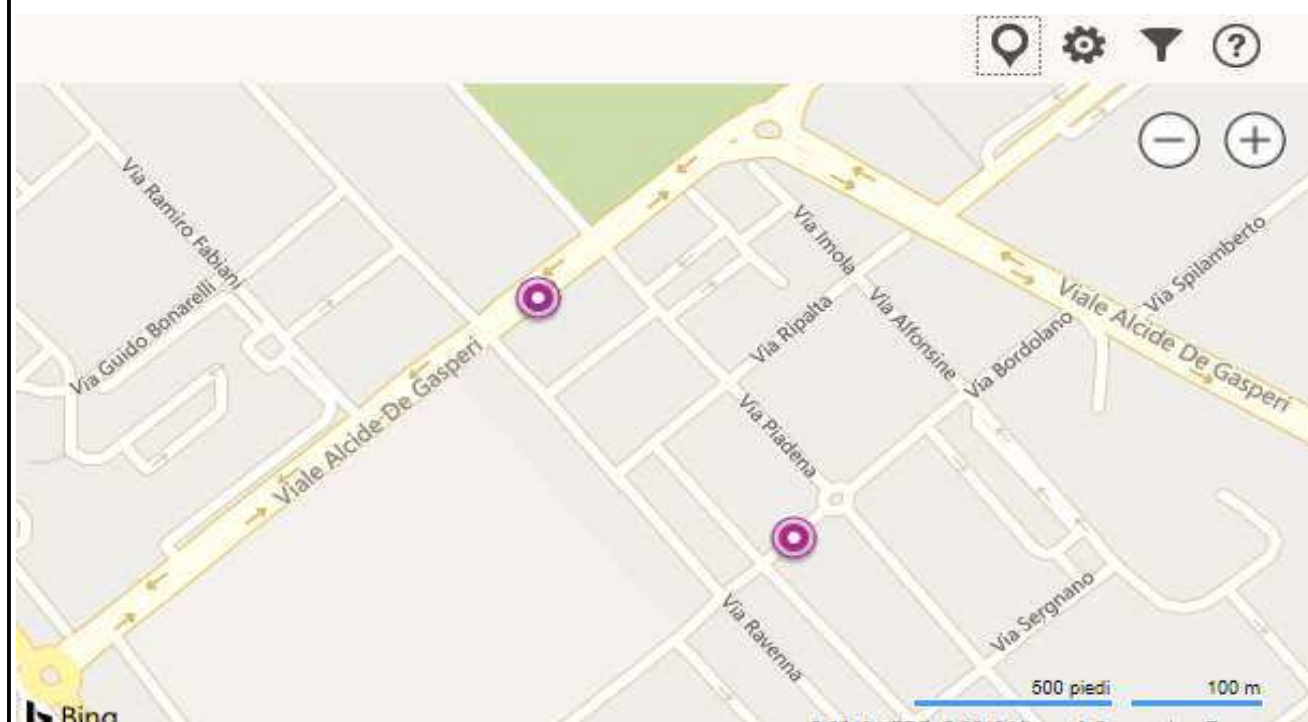 ?
Via Ramiro Fabiani
Via Guido Bonarelli
Viale Alcide De Gasperi
Via Imola
Via Ripalta
Via Alfonsine
Via Piadena
Via Bordolano
Via Spilamberto
Viale Alcide De Gasperi
Via Ravenna
Via Sergnano
500 piedi
100 m
Bing